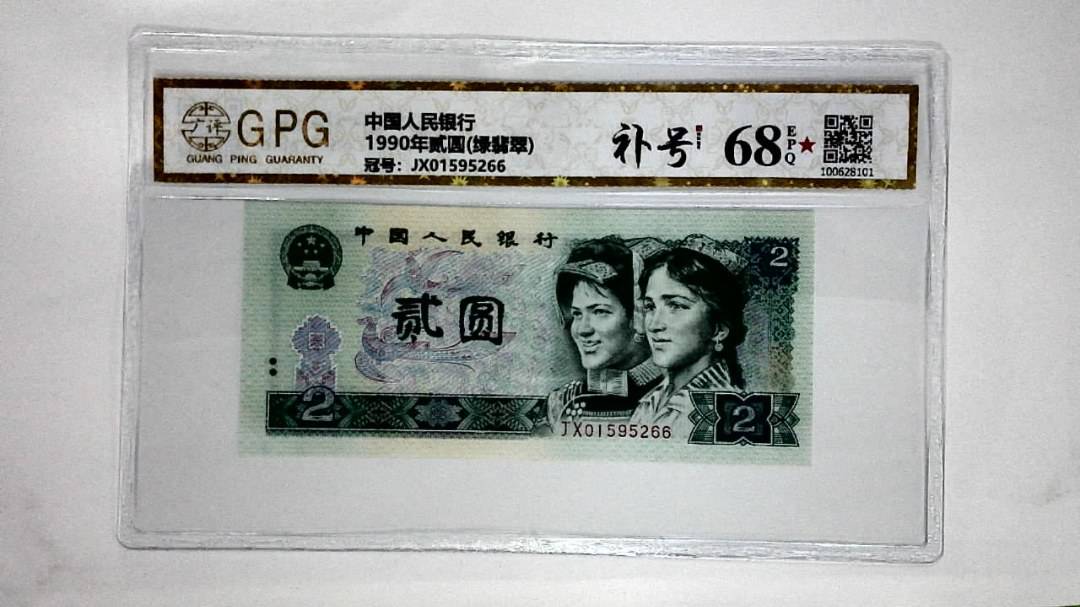 广评
GPG
GUANG PING GUARANTY
中国人民银行
1990年贰圆(绿翡翠)
冠号: JX01595266
补号
68
EPQ
100628101
中国人民银行
2
贰圆
2
JX01595266
2